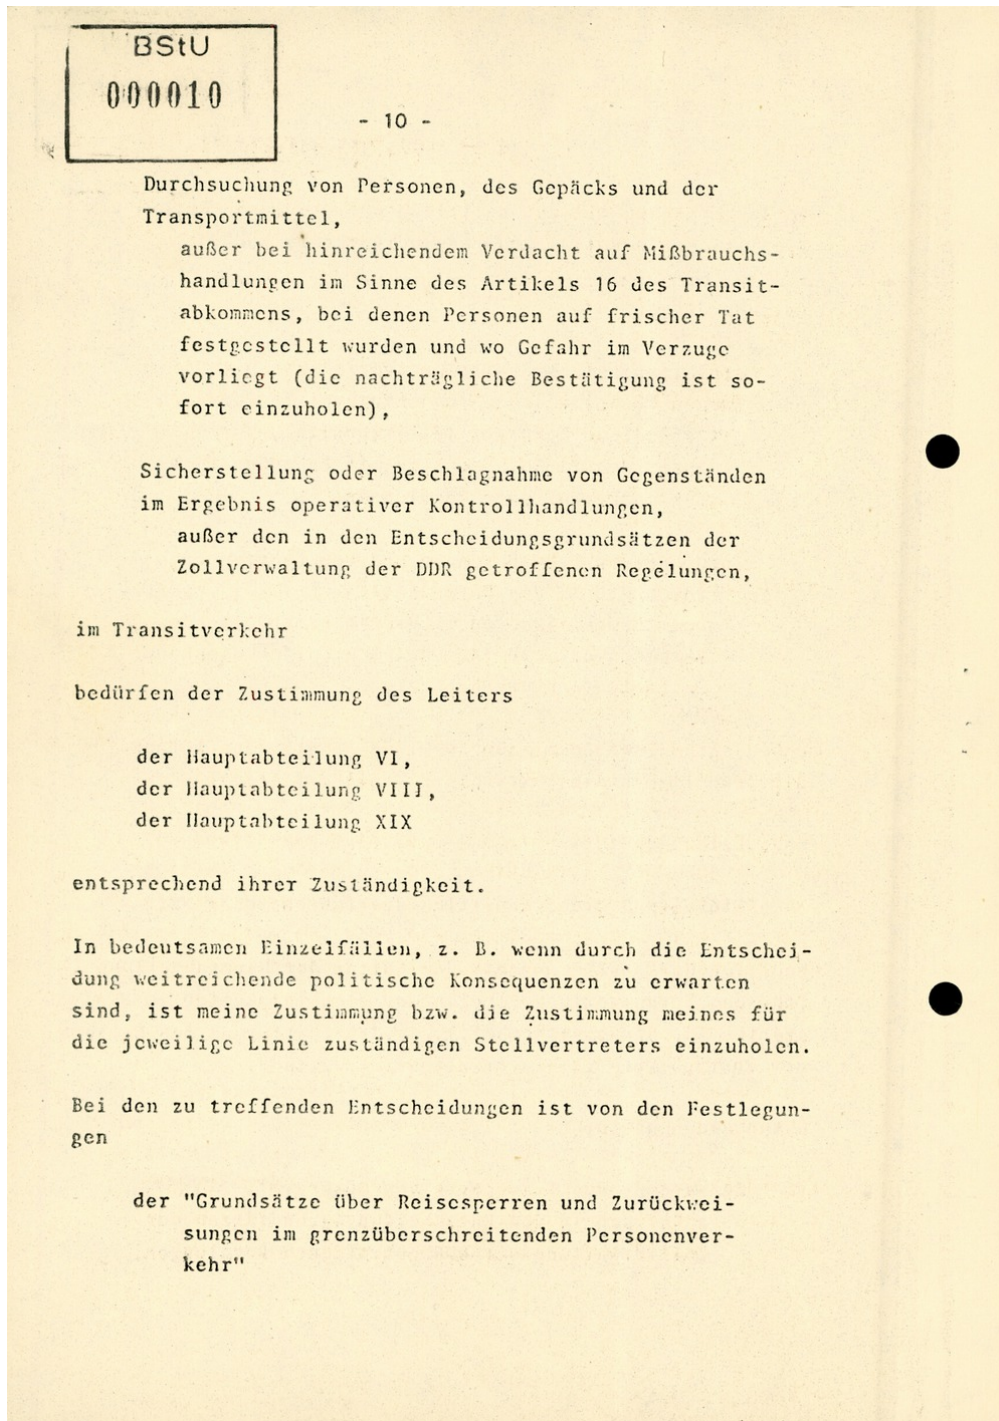 BStU
000010
- 10 -
Durchsuchung von Personen, des Gepäcks und der
Transportmittel,
außer bei hinreichendem Verdacht auf Mißbrauchs-
handlungen im Sinne des Artikels 16 des Transit-
abkommens, bei denen Personen auf frischer Tat
festgestellt wurden und wo Gefahr im Verzuge
vorliegt (die nachträgliche Bestätigung ist so-
fort einzuholen),
Sicherstellung oder Beschlagnahme von Gegenständen
im Ergebnis operativer Kontrollhandlungen,
außer den in den Entscheidungsgrundsätzen der
Zollverwaltung der DDR getroffenen Regelungen,
im Transitverkehr
bedürfen der Zustimmung des Leiters
der Hauptabteilung VI,
der Hauptabteilung VIII,
der Hauptabteilung XIX
entsprechend ihrer Zuständigkeit.
In bedeutsamen Einzelfällen, z. B. wenn durch die Entschei-
dung weitreichende politische Konsequenzen zu erwarten
sind, ist meine Zustimmung bzw. die Zustimmung meines für
die jeweilige Linie zuständigen Stellvertreters einzuholen.
Bei den zu treffenden Entscheidungen ist von den Festlegun-
gen
der "Grundsätze über Reisesperren und Zurückwei-
sungen im grenzüberschreitenden Personenver-
kehr"